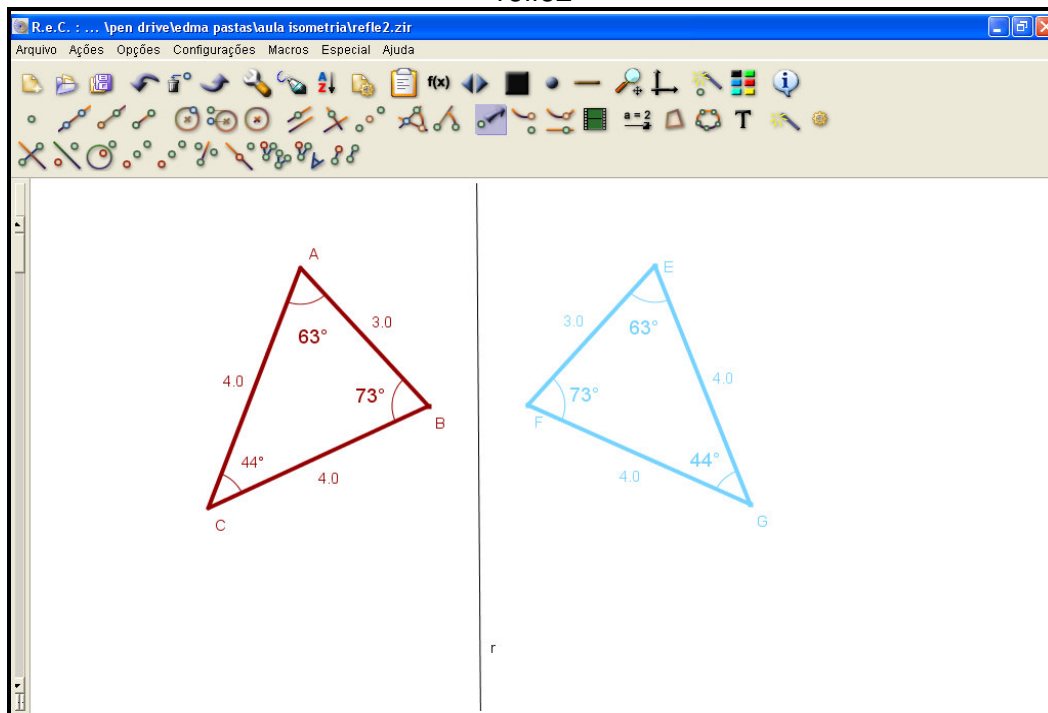 refle2
R.e.C. : ... \pen drive\edma pastas\aula isometria\refle2.zir
Arquivo Ações Opções Configurações Macros Especial Ajuda
f(x)
A Z
a = 2
T
A
E
3.0
3.0
63°
63°
4.0
4.0
73°
73°
B
F
44°
44°
4.0
4.0
C
G
r